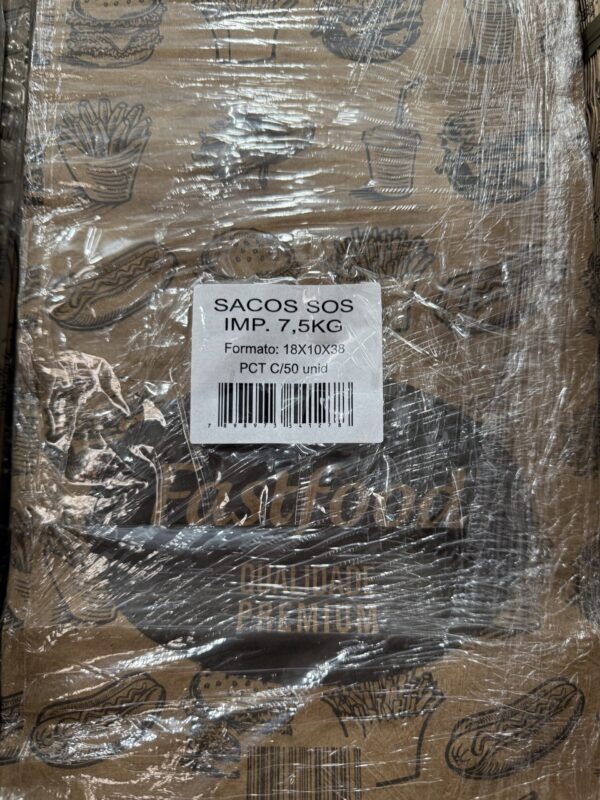 SACOS SOS
IMP. 7,5KG
Formato: 18X10X38
PCT C/50 unid
Fastfood
QUALIDADE
PREMIUM